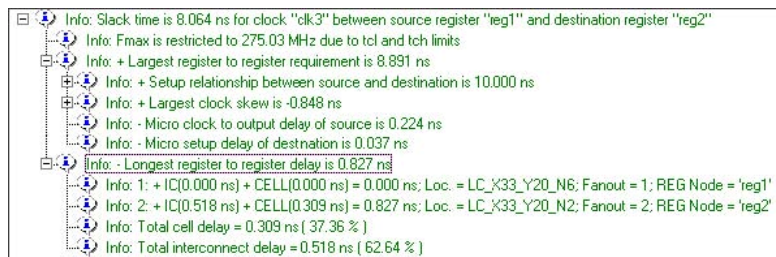 Info: Slack time is 8.064 ns for clock "clk3" between source register "reg1" and destination register "reg2"
Info: Fmax is restricted to 275.03 MHz due to tcl and tch limits
Info: + Largest register to register requirement is 8.891 ns
Info: + Setup relationship between source and destination is 10.000 ns
Info: + Largest clock skew is -0.848 ns
Info: - Micro clock to output delay of source is 0.224 ns
Info: - Micro setup delay of destination is 0.037 ns
Info: - Longest register to register delay is 0.827 ns
Info: 1: + IC(0.000 ns) + CELL(0.000 ns) = 0.000 ns; Loc. = LC_X33_Y20_N6; Fanout = 1; REG Node = 'reg1'
Info: 2: + IC(0.518 ns) + CELL(0.309 ns) = 0.827 ns; Loc. = LC_X33_Y20_N2; Fanout = 2; REG Node = 'reg2'
Info: Total cell delay = 0.309 ns ( 37.36 % )
Info: Total interconnect delay = 0.518 ns ( 62.64 % )